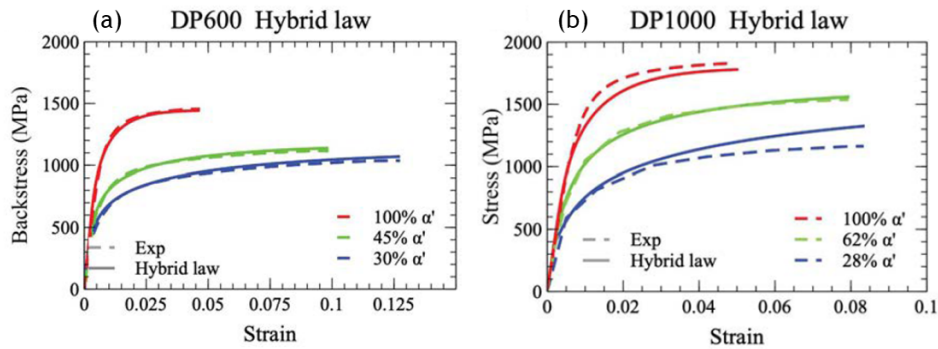 (a) DP600 Hybrid law
Backstress (MPa)
2000
1500
1000
500
0
100% α'
45% α'
30% α'
Exp
Hybrid law
0 0.025 0.05 0.075 0.1 0.125
Strain
(b) DP1000 Hybrid law
Stress (MPa)
2000
1500
1000
500
0
100% α'
62% α'
28% α'
Exp
Hybrid law
0 0.02 0.04 0.06 0.08 0.1
Strain